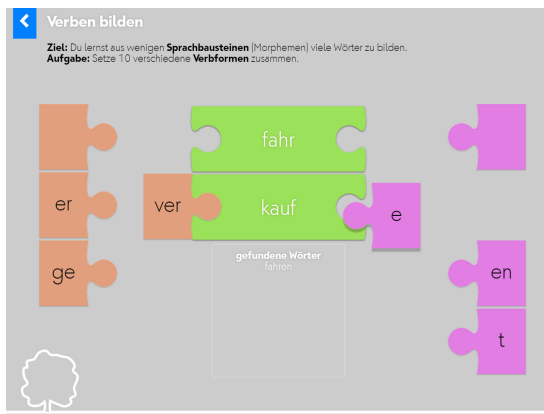 Verben bilden
Ziel: Du lernst aus wenigen Sprachbausteinen (Morphemen) viele Wörter zu bilden.
Aufgabe: Setze 10 verschiedene Verbformen zusammen.
fahr
er
ver
kauf
e
ge
gefundene Wörter
fahren
en
t